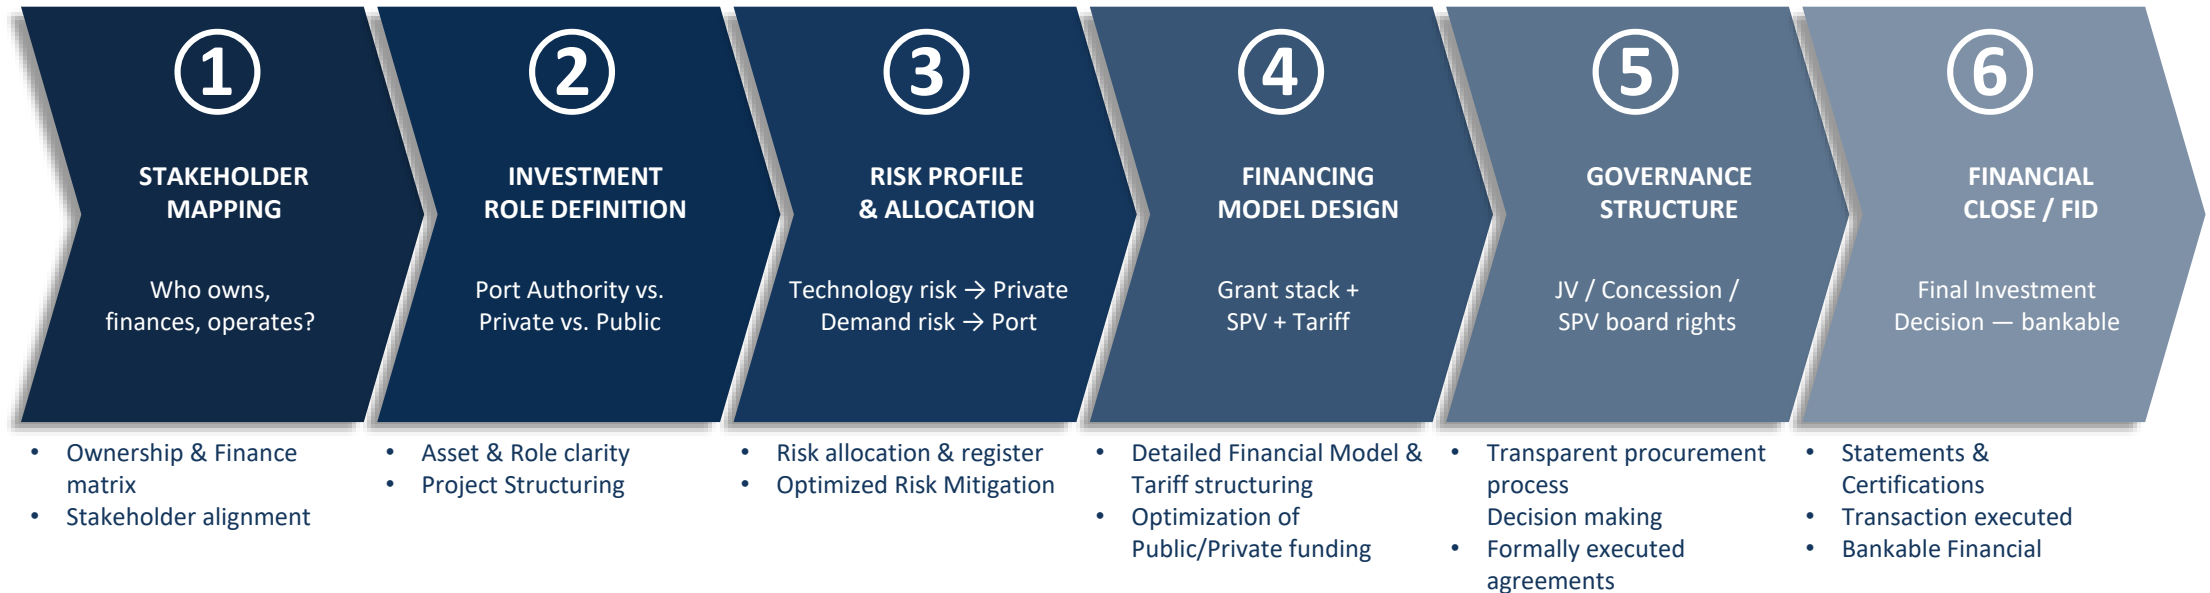 1
STAKEHOLDER
MAPPING
Who owns,
finances, operates?
• Ownership & Finance
matrix
• Stakeholder alignment
2
INVESTMENT
ROLE DEFINITION
Port Authority vs.
Private vs. Public
• Asset & Role clarity
• Project Structuring
3
RISK PROFILE
& ALLOCATION
Technology risk → Private
Demand risk → Port
• Risk allocation & register
• Optimized Risk Mitigation
4
FINANCING
MODEL DESIGN
Grant stack +
SPV + Tariff
• Detailed Financial Model &
Tariff structuring
• Optimization of
Public/Private funding
5
GOVERNANCE
STRUCTURE
JV / Concession /
SPV board rights
• Transparent procurement
process
Decision making
• Formally executed
agreements
6
FINANCIAL
CLOSE / FID
Final Investment
Decision — bankable
• Statements &
Certifications
• Transaction executed
• Bankable Financial